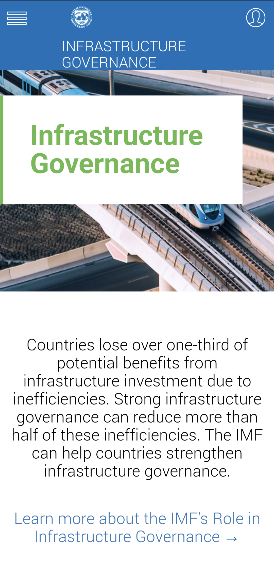 INFRASTRUCTURE
GOVERNANCE
Infrastructure
Governance
Countries lose over one-third of
potential benefits from
infrastructure investment due to
inefficiencies. Strong infrastructure
governance can reduce more than
half of these inefficiencies. The IMF
can help countries strengthen
infrastructure governance.
Learn more about the IMF's Role in
Infrastructure Governance →